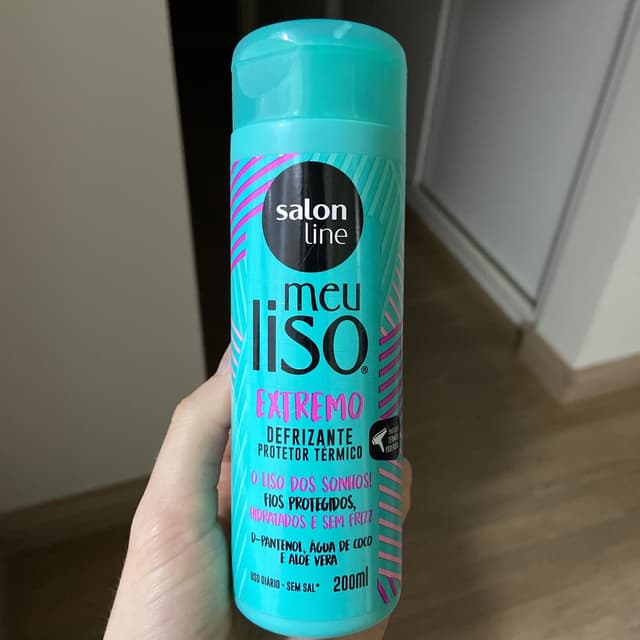 salon
line
meu
liso®
EXTREMO
DEFRIZANTE
PROTETOR TÉRMICO
O LISO DOS SONHOS!
FIOS PROTEGIDOS,
HIDRATADOS E SEM FRIZZ
D-PANTENOL, ÁGUA DE COCO
E ALOE VERA
USO DIÁRIO - SEM SAL*
200ml